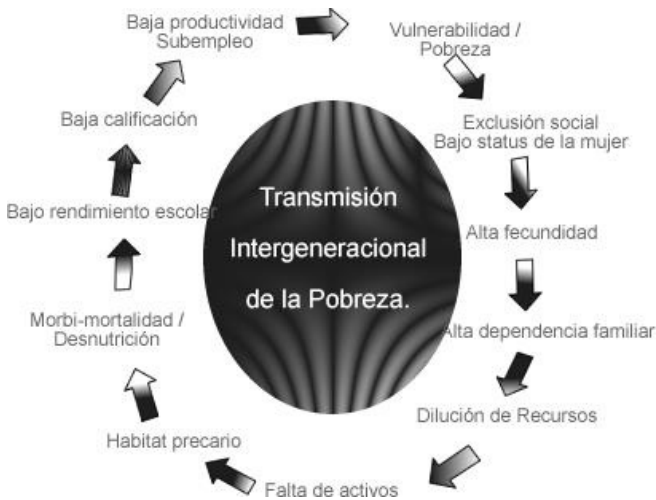 Baja productividad
Subempleo
Vulnerabilidad /
Pobreza
Exclusión social
Bajo status de la mujer
Alta fecundidad
Alta dependencia familiar
Dilución de Recursos
Falta de activos
Habitat precario
Morbi-mortalidad /
Desnutrición
Bajo rendimiento escolar
Baja calificación
Transmisión
Intergeneracional
de la Pobreza.